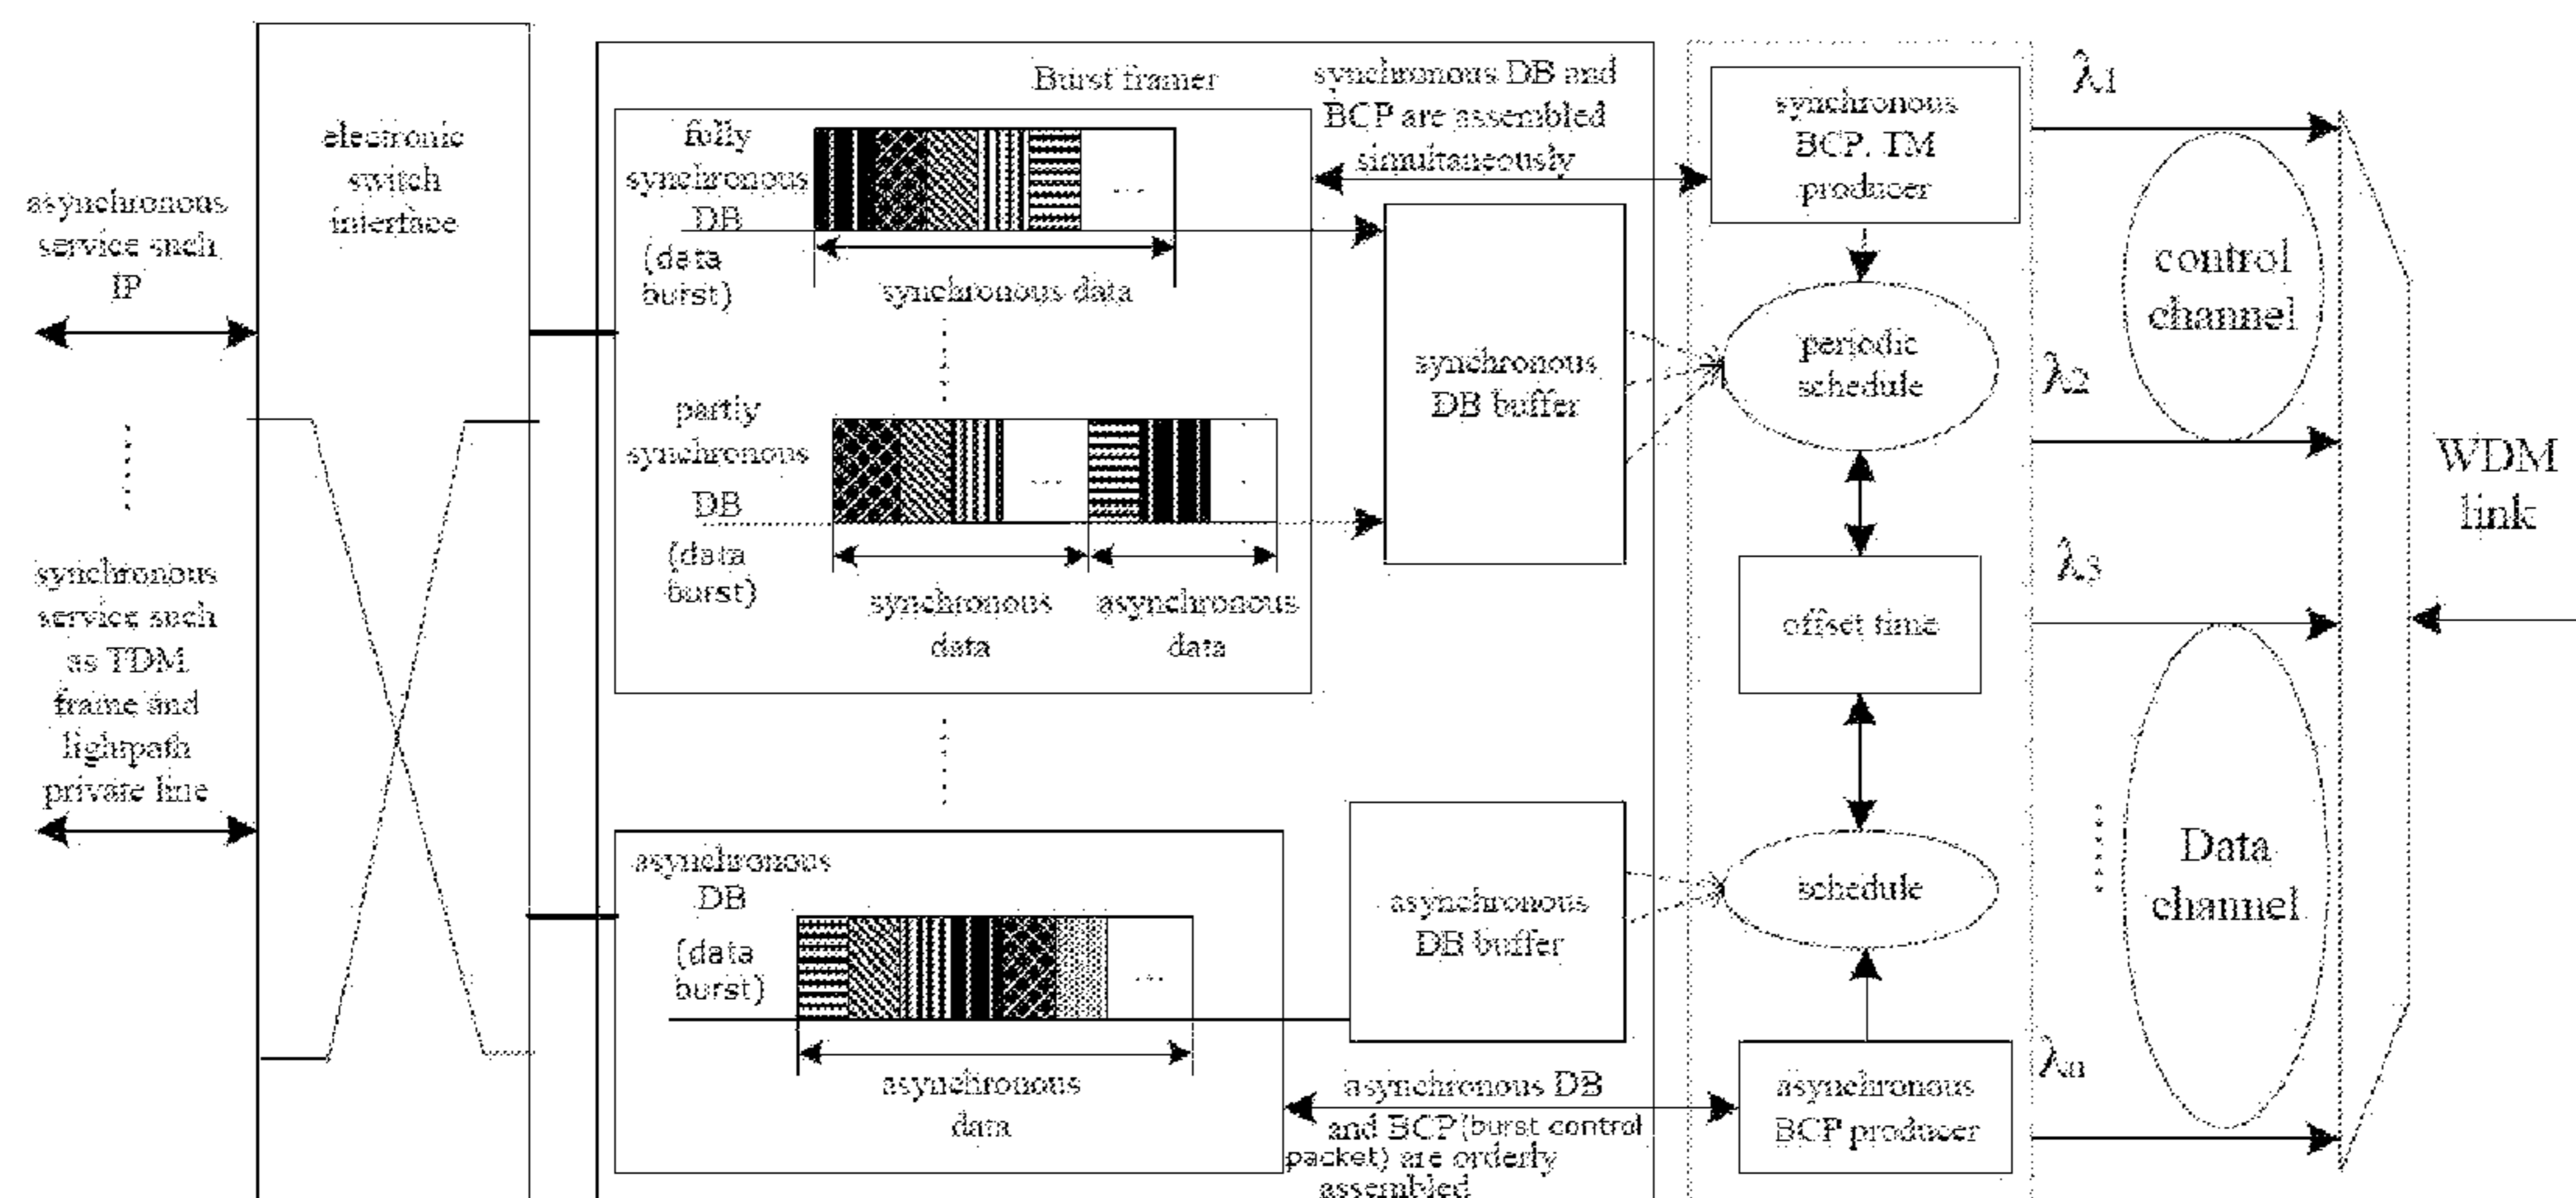 asynchronous
service such
IP
synchronous
service such
as TDM
frame and
lightpath
private line
electronic
switch
interface
Burst framer
fully
synchronous
DB
(data
burst)
...
synchronous data
partly
synchronous
DB
(data
burst)
...
synchronous
data
asynchronous
data
asynchronous
DB
(data
burst)
...
asynchronous
data
synchronous DB and
BCP are assembled
simultaneously
synchronous
DB buffer
asynchronous
DB buffer
asynchronous DB
and BCP(burst control
packet) are orderly
assembled
synchronous
BCP, TM
producer
periodic
schedule
offset time
schedule
asynchronous
BCP producer
λ1
control
channel
λ2
λ3
Data
channel
λn
WDM
link